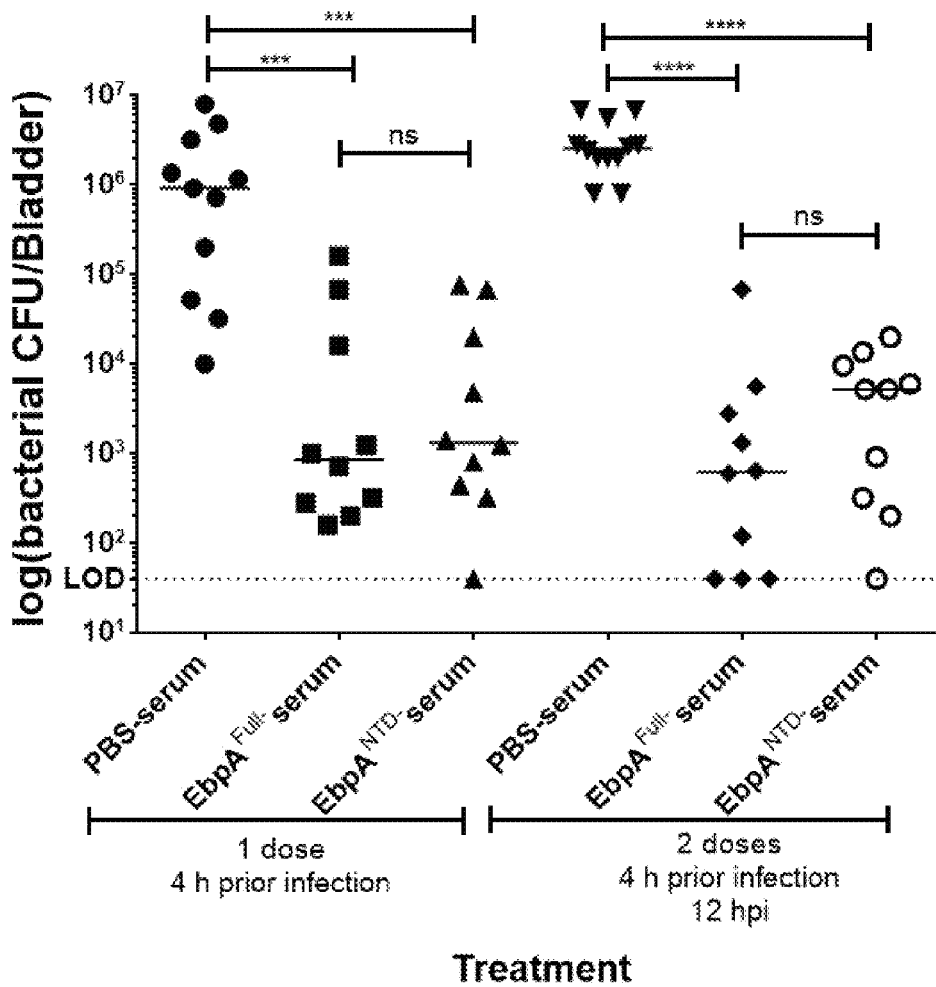 ***
****
***
****
ns
ns
log(bacterial CFU/Bladder)
10⁷
10⁶
10⁵
10⁴
10³
10²
LOD
10¹
PBS-serum
EbpA^Full- serum
EbpA^NTD- serum
PBS-serum
EbpA^Full- serum
EbpA^NTD- serum
1 dose
4 h prior infection
2 doses
4 h prior infection
12 hpi
Treatment